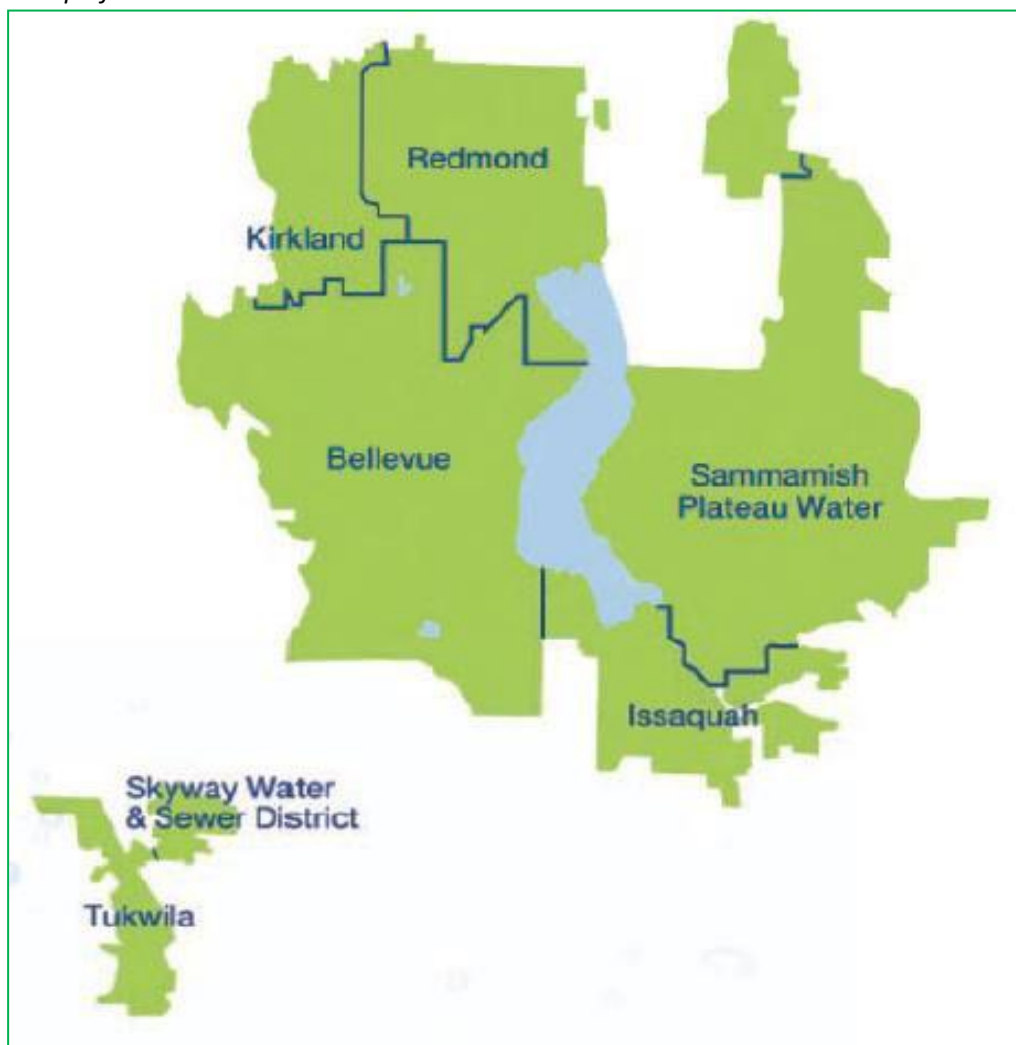 Redmond
Kirkland
Bellevue
Sammamish
Plateau Water
Issaquah
Skyway Water
& Sewer District
Tukwila